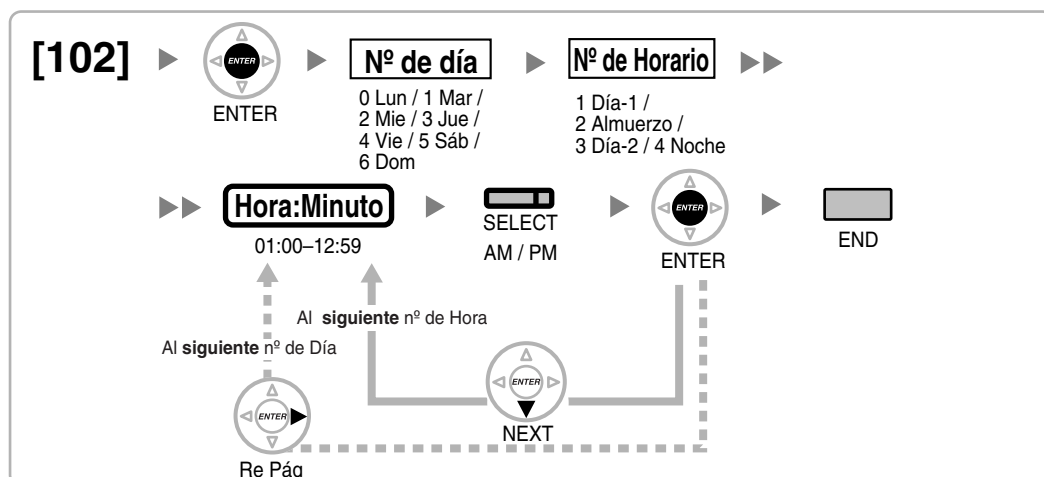 [102]
ENTER
ENTER
Nº de día
0 Lun / 1 Mar /
2 Mie / 3 Jue /
4 Vie / 5 Sáb /
6 Dom
Nº de Horario
1 Día-1 /
2 Almuerzo /
3 Día-2 / 4 Noche
Hora:Minuto
01:00–12:59
SELECT
AM / PM
ENTER
ENTER
END
Al siguiente nº de Hora
Al siguiente nº de Día
ENTER
NEXT
ENTER
Re Pág